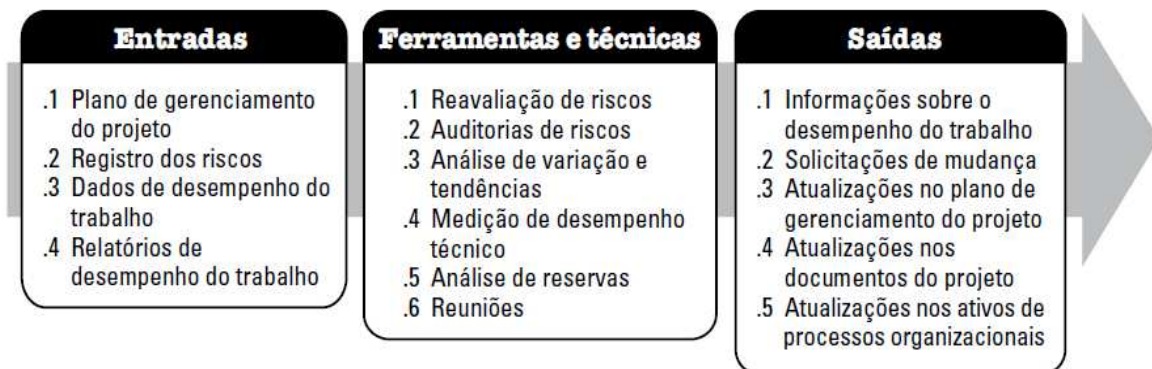 Entradas
.1 Plano de gerenciamento
do projeto
.2 Registro dos riscos
.3 Dados de desempenho do
trabalho
.4 Relatórios de
desempenho do trabalho
Ferramentas e técnicas
.1 Reavaliação de riscos
.2 Auditorias de riscos
.3 Análise de variação e
tendências
.4 Medição de desempenho
técnico
.5 Análise de reservas
.6 Reuniões
Saídas
.1 Informações sobre o
desempenho do trabalho
.2 Solicitações de mudança
.3 Atualizações no plano de
gerenciamento do projeto
.4 Atualizações nos
documentos do projeto
.5 Atualizações nos ativos de
processos organizacionais